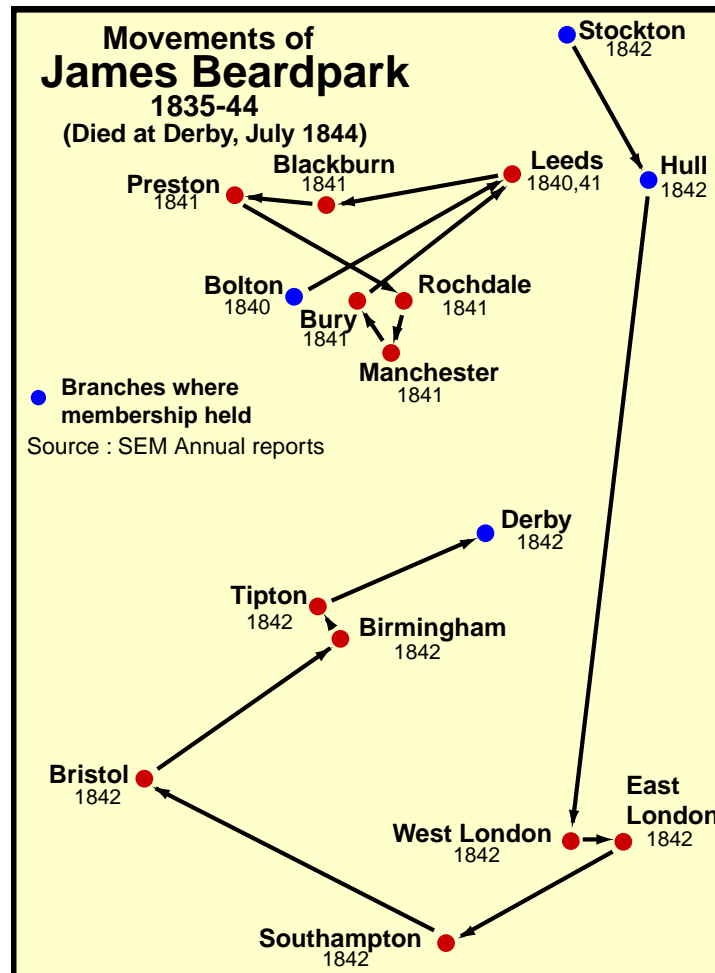 Movements of
James Beardpark
1835-44
(Died at Derby, July 1844)
Stockton
1842
Hull
1842
Leeds
1840,41
Blackburn
1841
Preston
1841
Bolton
1840
Bury
1841
Rochdale
1841
Manchester
1841
Branches where
membership held
Source : SEM Annual reports
Derby
1842
Tipton
1842
Birmingham
1842
Bristol
1842
West London
1842
East
London
1842
Southampton
1842